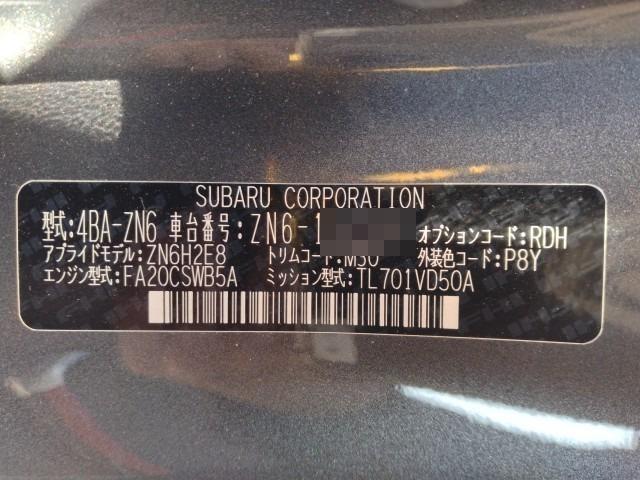 SUBARU CORPORATION
型式:4BA-ZN6 車台番号:ZN6-1 オプションコード:RDH
アプライドモデル:ZN6H2E8 トリムコード:M30 外装色コード:P8Y
エンジン型式:FA20CSWB5A ミッション型式:TL701VD50A